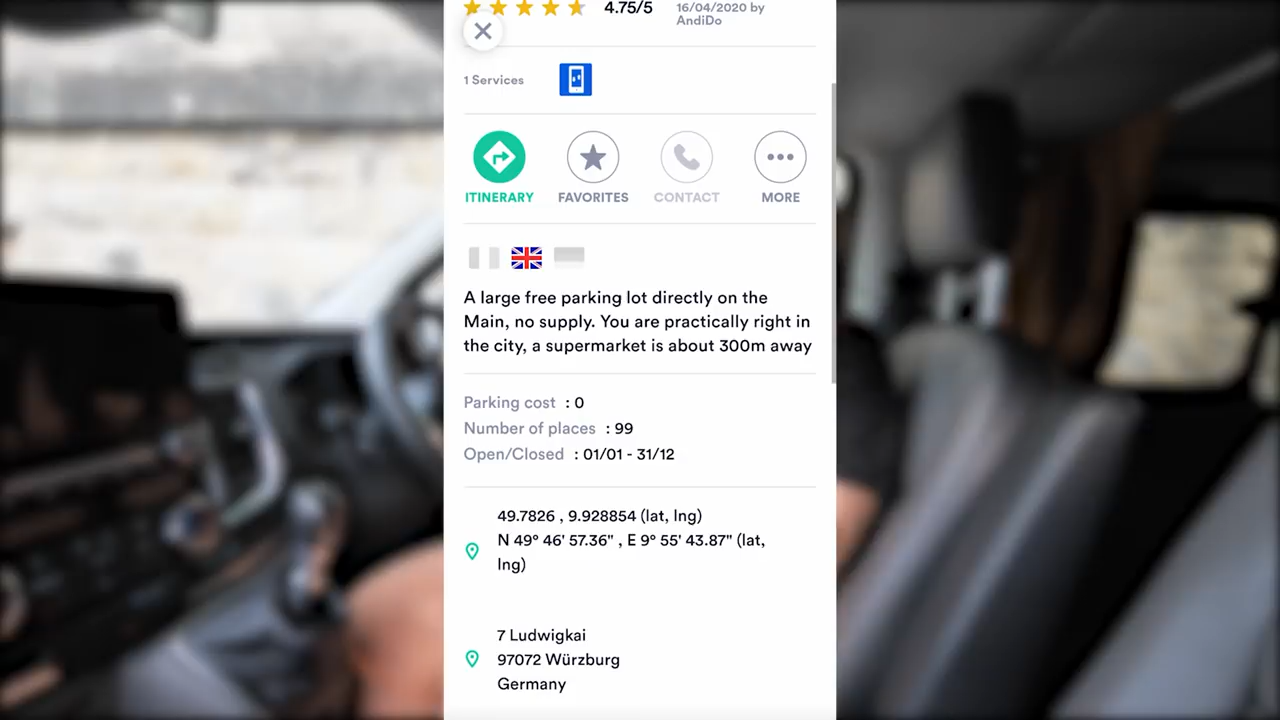 4.75/5
16/04/2020 by
AndiDo
1 Services
ITINERARY
FAVORITES
CONTACT
MORE
A large free parking lot directly on the
Main, no supply. You are practically right in
the city, a supermarket is about 300m away
Parking cost : 0
Number of places : 99
Open/Closed : 01/01 - 31/12
49.7826 , 9.928854 (lat, lng)
N 49° 46' 57.36" , E 9° 55' 43.87" (lat,
lng)
7 Ludwigkai
97072 Würzburg
Germany